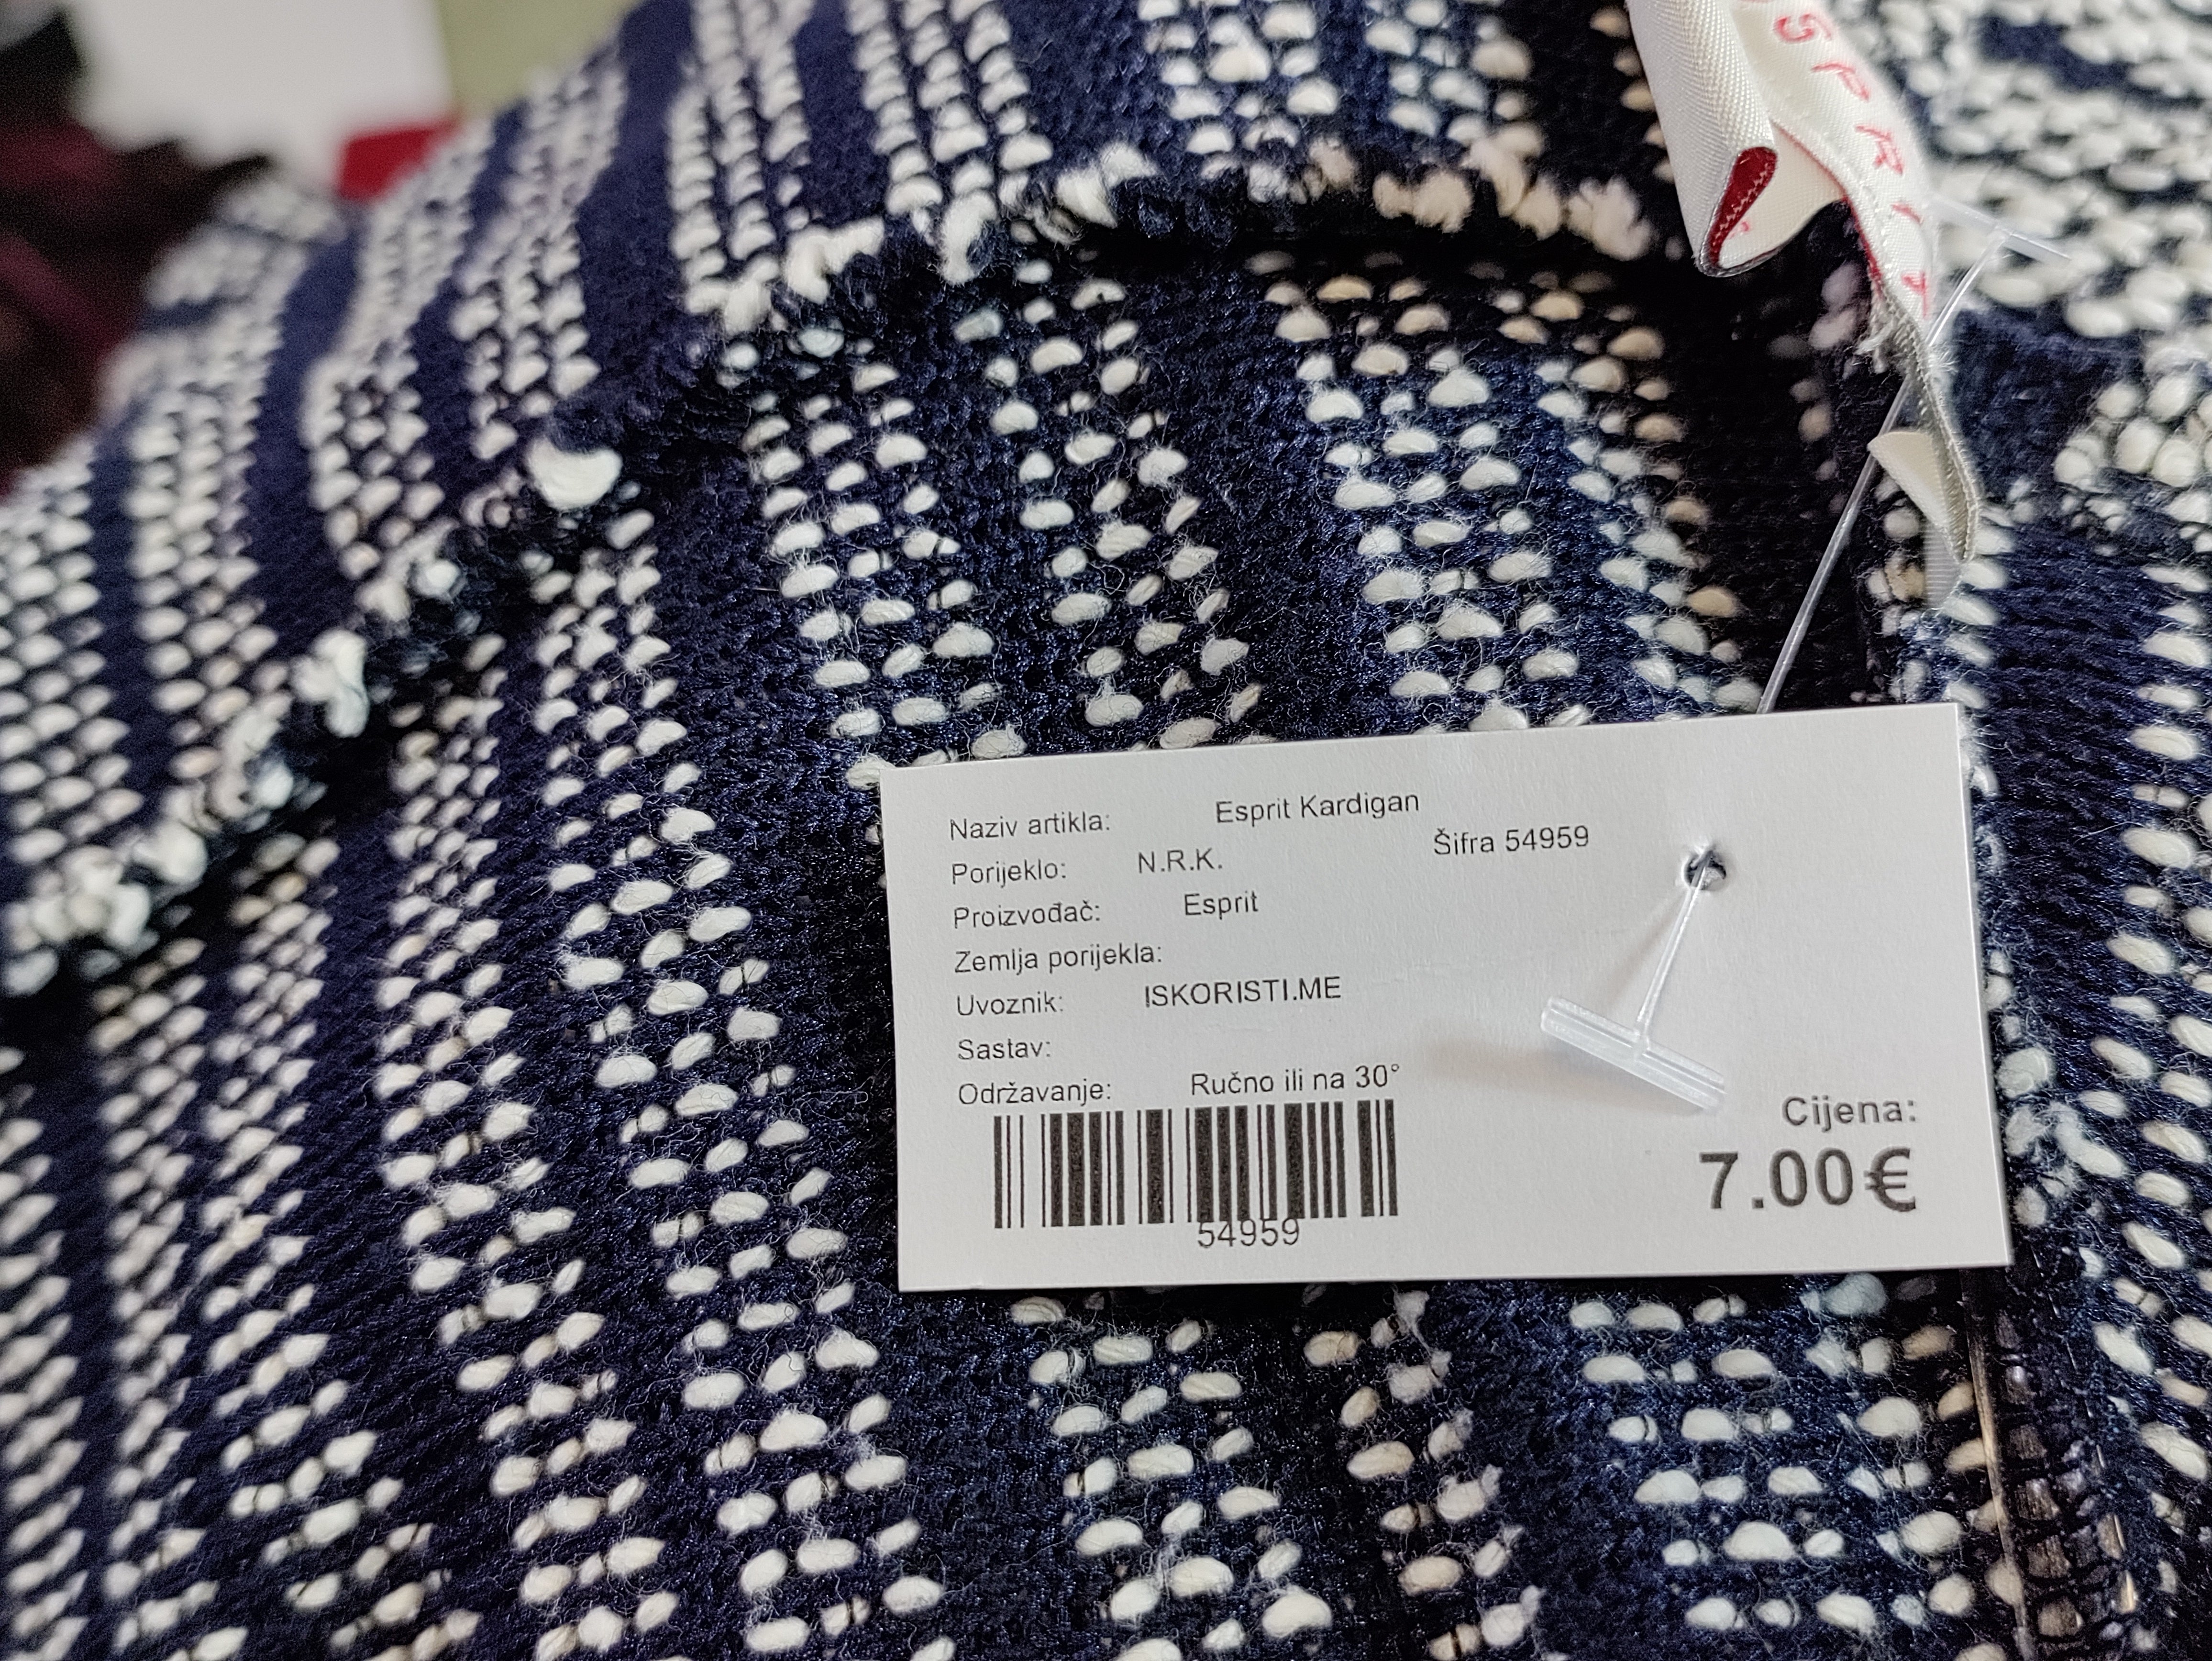 SPRIT
Naziv artikla: Esprit Kardigan
Šifra 54959
Porijeklo: N.R.K.
Proizvođač: Esprit
Zemlja porijekla:
Uvoznik: ISKORISTI.ME
Sastav:
Održavanje: Ručno ili na 30°
54959
Cijena:
7.00€